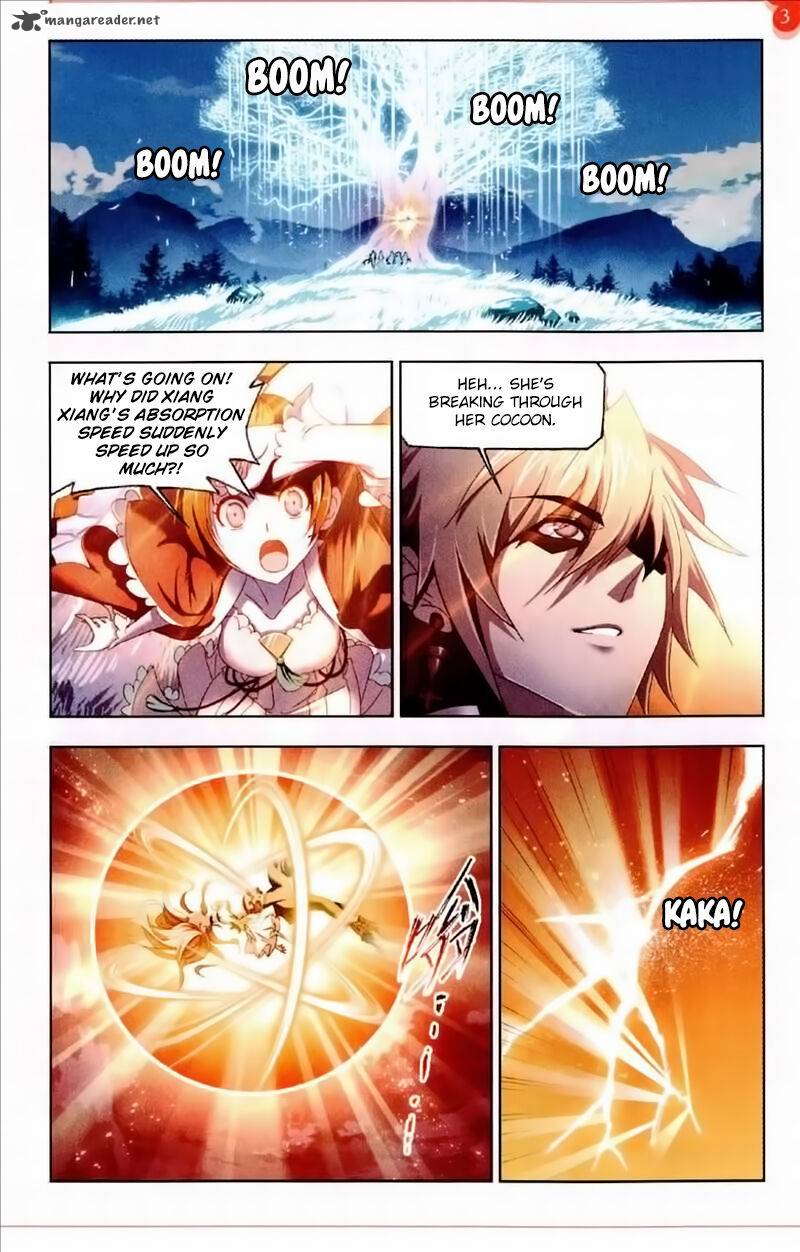 mangareader.net
3
BOOM!
BOOM!
BOOM!
BOOM!
WHAT'S GOING ON!
WHY DID XIANG
XIANG'S ABSORPTION
SPEED SUDDENLY
SPEED UP SO
MUCH?!
HEH... SHE'S
BREAKING THROUGH
HER COCOON.
KAKA!